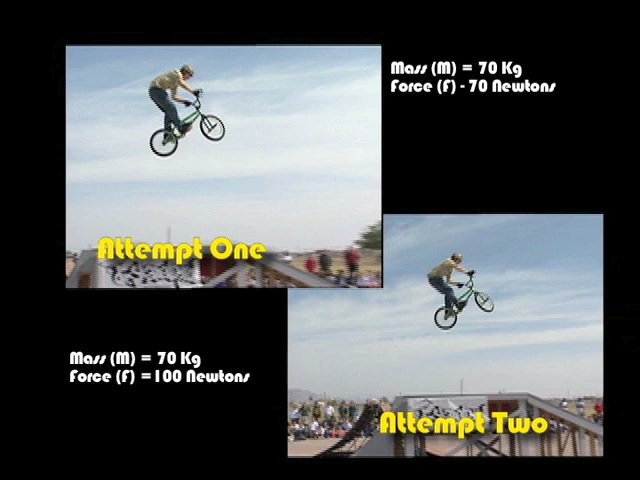 Mass (M) = 70 Kg
Force (F) - 70 Newtons
Attempt One
Mass (M) = 70 Kg
Force (F) =100 Newtons
Attempt Two